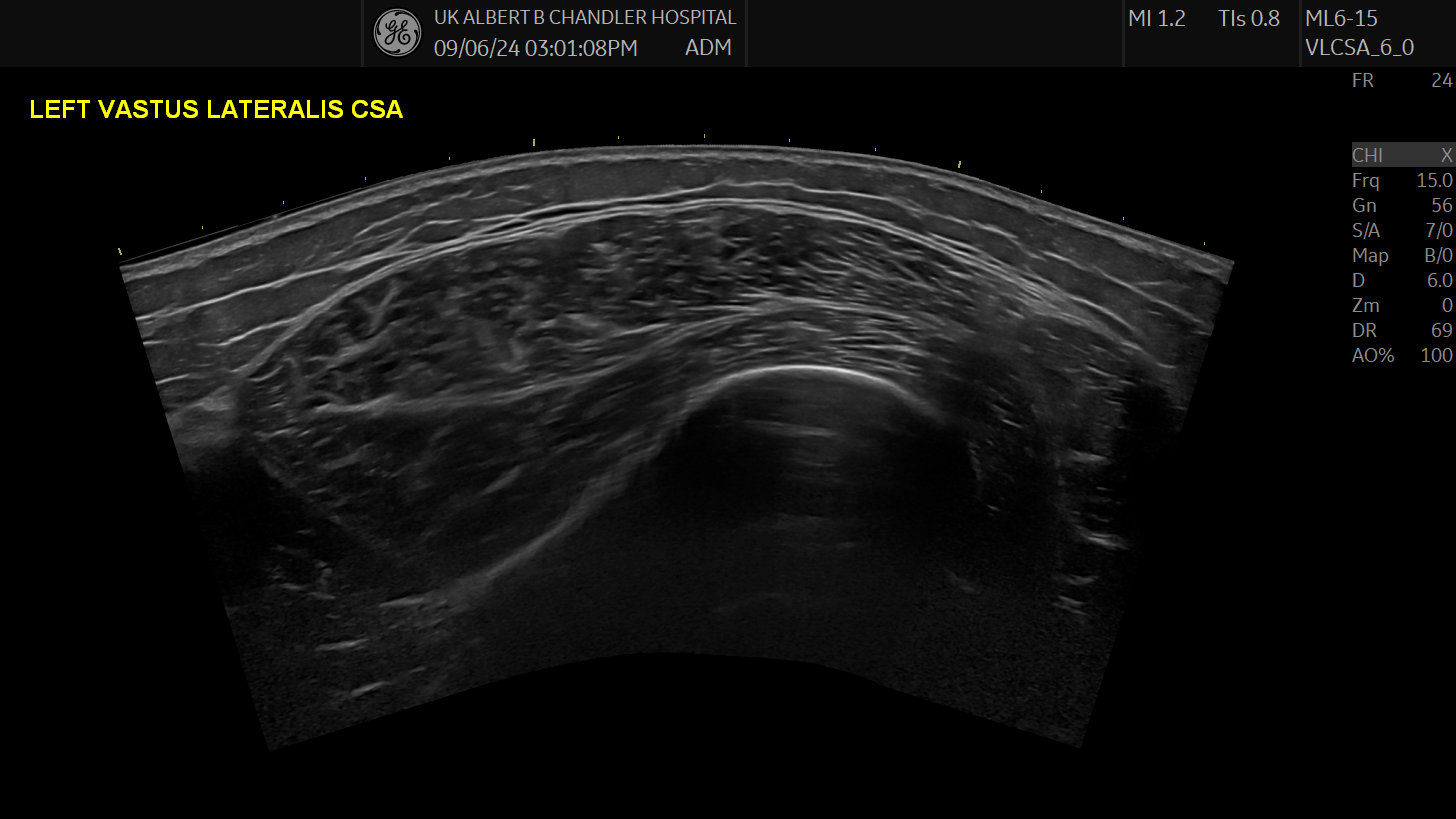 UK ALBERT B CHANDLER HOSPITAL
09/06/24 03:01:08PM ADM
MI 1.2 TIs 0.8
ML6-15
VLCSA_6_0
LEFT VASTUS LATERALIS CSA
FR 24
CHI X
Frq 15.0
Gn 56
S/A 7/0
Map B/0
D 6.0
Zm 0
DR 69
AO% 100